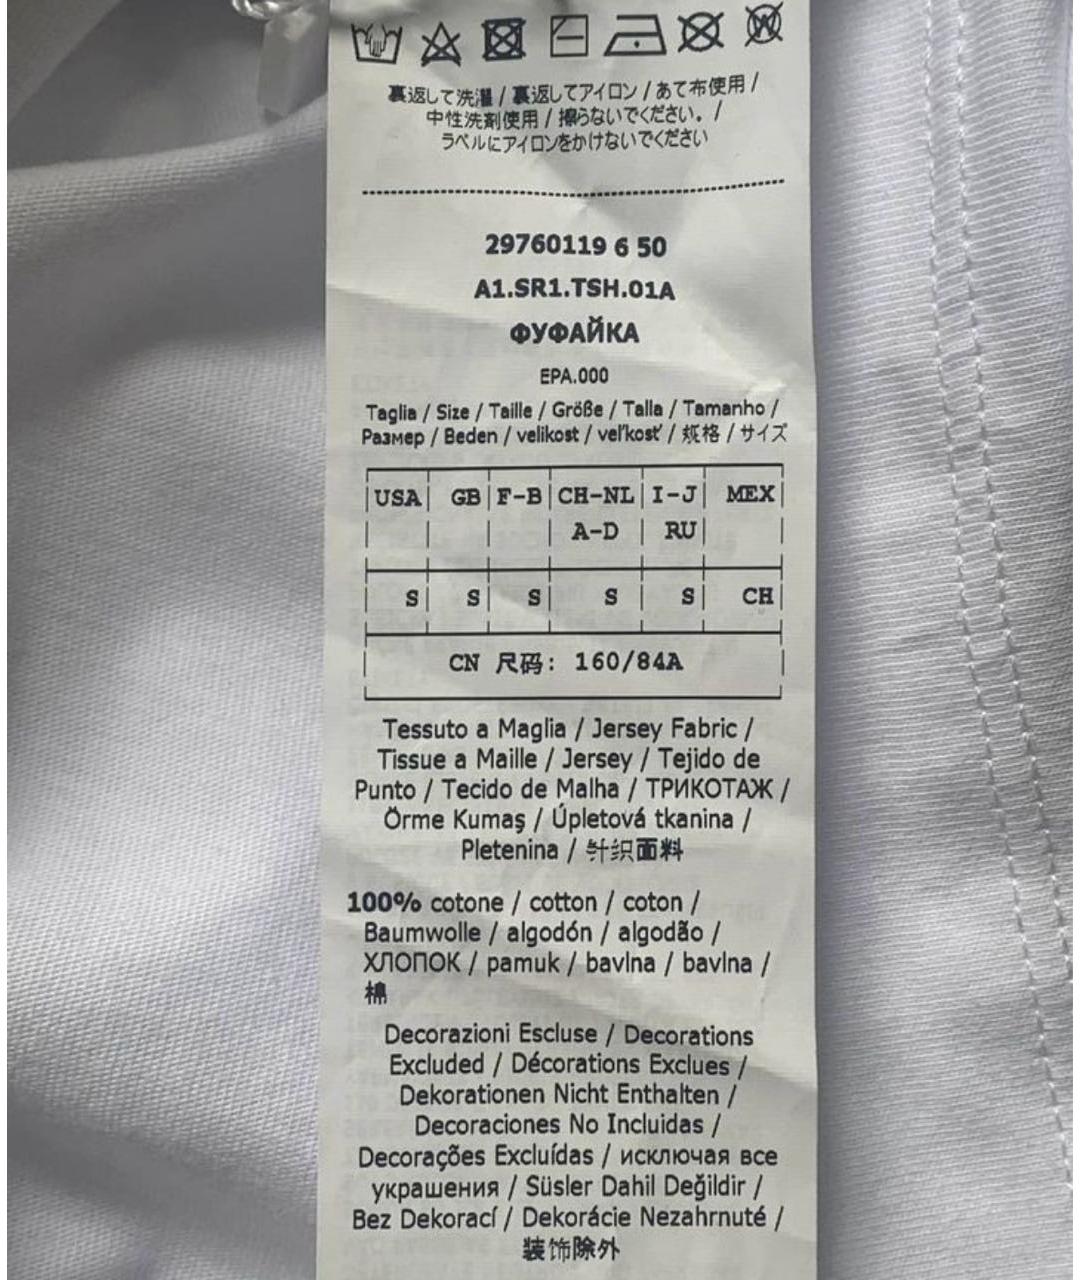 裏返して洗濯 / 裏返してアイロン / あて布使用 /
中性洗剤使用 / 擦らないでください。 /
ラベルにアイロンをかけないでください
29760119 6 50
A1.SR1.TSH.01A
ФУФАЙКА
EPA.000
Taglia / Size / Taille / Größe / Talla / Tamanho /
Размер / Beden / velikost / veľkosť / 规格 / サイズ
USA GB F-B CH-NL I-J MEX
A-D RU
S S S S S CH
CN 尺码: 160/84A
Tessuto a Maglia / Jersey Fabric /
Tissue a Maille / Jersey / Tejido de
Punto / Tecido de Malha / ТРИКОТАЖ /
Örme Kumaş / Úpletová tkanina /
Pletenina / 针织面料
100% cotone / cotton / coton /
Baumwolle / algodón / algodão /
ХЛОПОК / pamuk / bavlna / bavlna /
棉
Decorazioni Escluse / Decorations
Excluded / Décorations Exclues /
Dekorationen Nicht Enthalten /
Decoraciones No Incluidas /
Decorações Excluídas / исключая все
украшения / Süsler Dahil Değildir /
Bez Dekorací / Dekorácie Nezahrnuté /
装饰除外